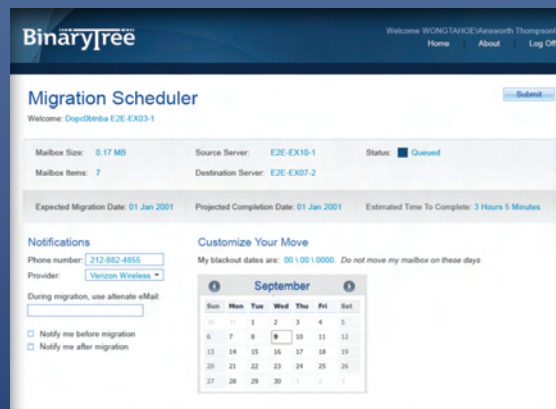 BinaryTree
Welcome WONGTAHOE\Ainsworth Thompson!
Home | About | Log Off
Migration Scheduler
Submit
Welcome: Dopc0btnba E2E-EX03-1
Mailbox Size: 0.17 MB Source Server: E2E-EX10-1 Status: Queued
Mailbox Items: 7 Destination Server: E2E-EX07-2
Expected Migration Date: 01 Jan 2001 Projected Completion Date: 01 Jan 2001 Estimated Time To Complete: 3 Hours 5 Minutes
Notifications
Phone number: 212-882-4855
Provider: Verizon Wireless
During migration, use altenate eMail:
Notify me before migration
Notify me after migration
Customize Your Move
My blackout dates are: 00\00\0000. Do not move my mailbox on these days
September
Sun Mon Tue Wed Thu Fri Sat
1 2 3 4 5
6 7 8 9 10 11 12
13 14 15 16 17 18 19
20 21 22 23 24 25 26
27 28 29 30 1 2 3